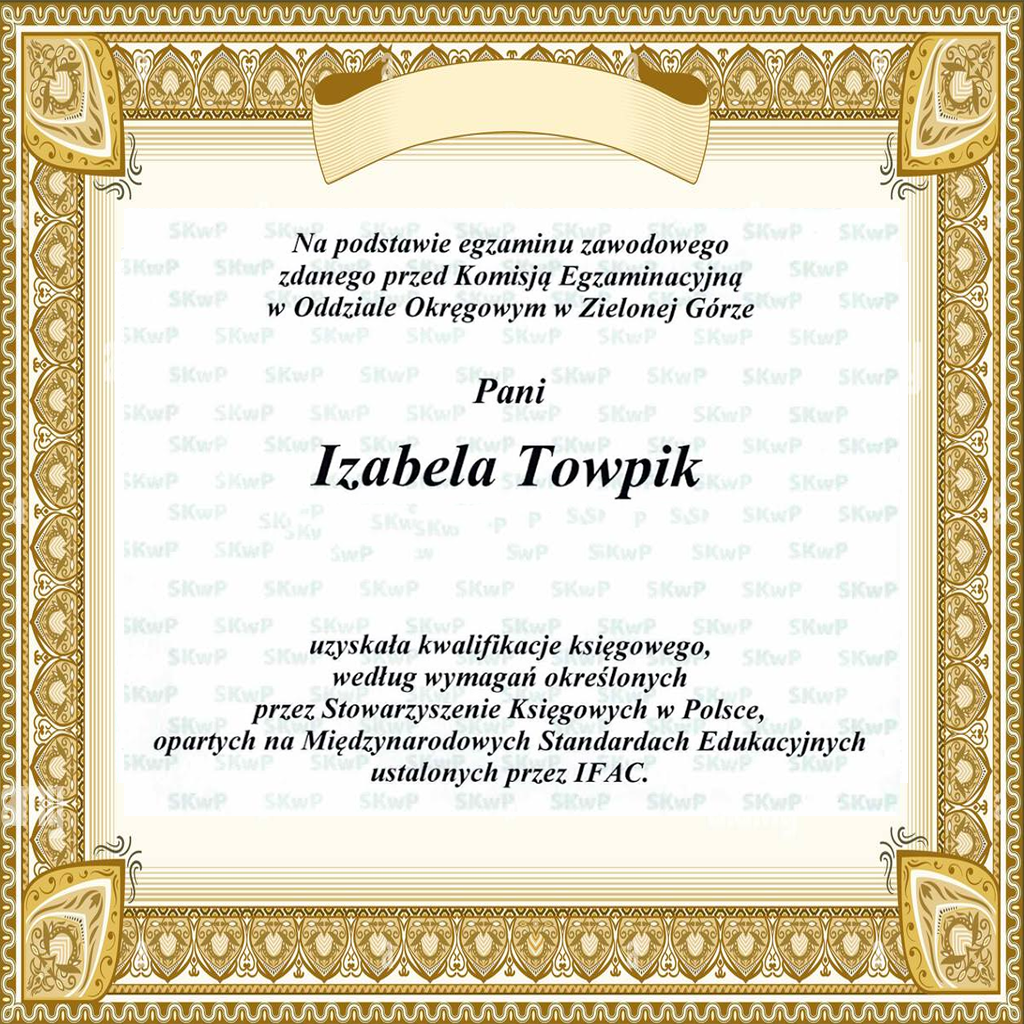 Na podstawie egzaminu zawodowego
zdanego przed Komisją Egzaminacyjną
w Oddziale Okręgowym w Zielonej Górze
Pani
Izabela Towpik
uzyskała kwalifikacje księgowego,
według wymagań określonych
przez Stowarzyszenie Księgowych w Polsce,
opartych na Międzynarodowych Standardach Edukacyjnych
ustalonych przez IFAC.